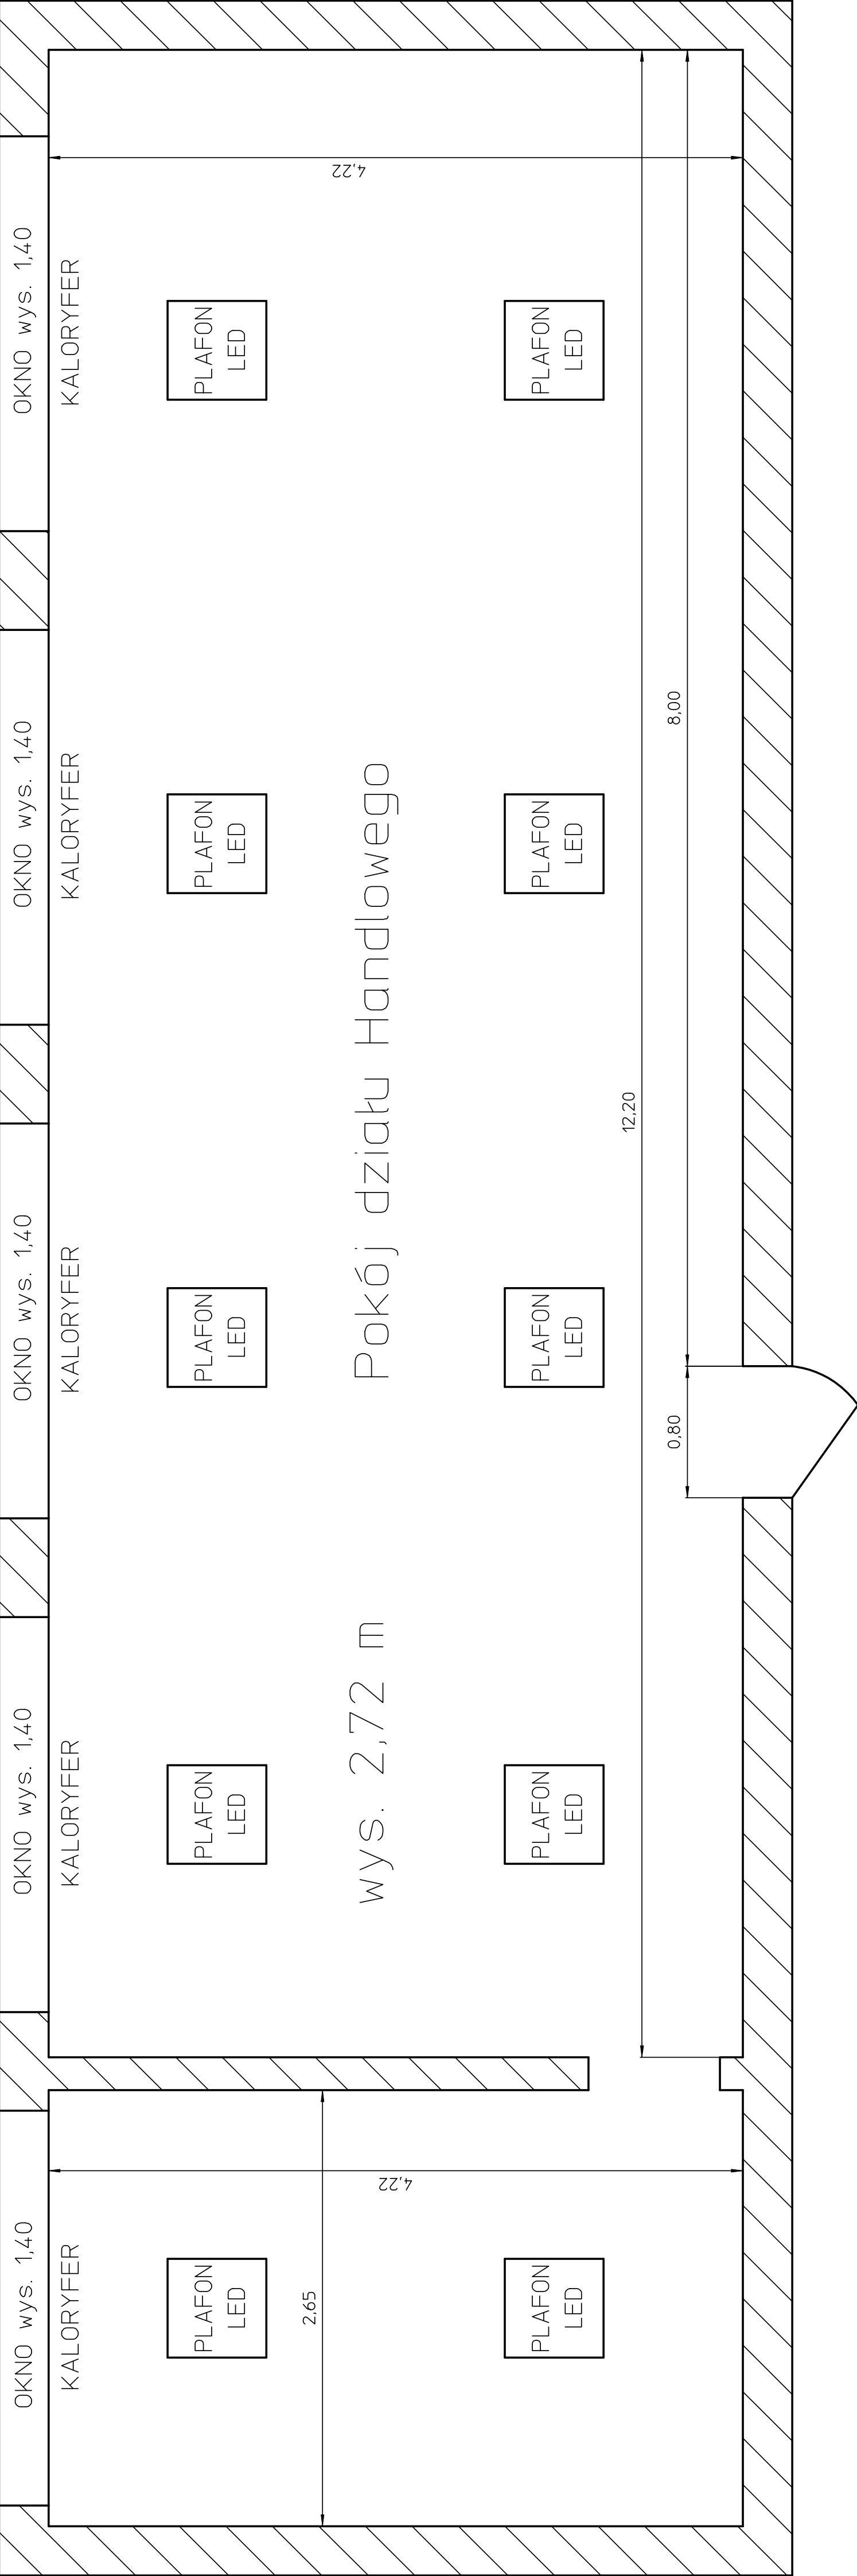 OKNO wys. 1,40
OKNO wys. 1,40
OKNO wys. 1,40
OKNO wys. 1,40
OKNO wys. 1,40
KALORYFER
KALORYFER
KALORYFER
KALORYFER
KALORYFER
PLAFON
LED
PLAFON
LED
PLAFON
LED
PLAFON
LED
PLAFON
LED
2,65
4,22
wys. 2,72 m
Pokój działu Handlowego
4,22
PLAFON
LED
PLAFON
LED
PLAFON
LED
PLAFON
LED
PLAFON
LED
12,20
0,80
8,00